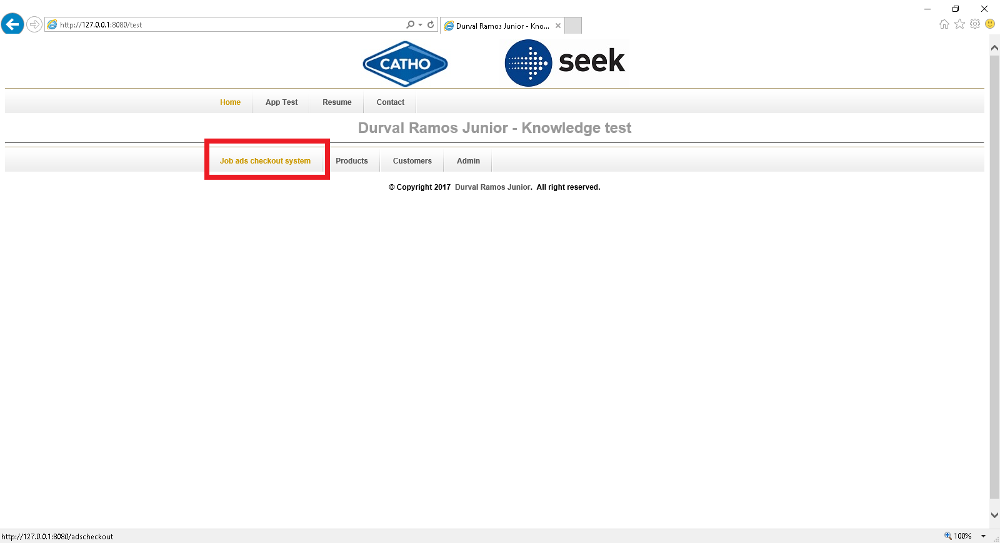 http://127.0.0.1:8080/test
Durval Ramos Junior - Kno...
CATHO
seek
Home App Test Resume Contact
Durval Ramos Junior - Knowledge test
Job ads checkout system Products Customers Admin
© Copyright 2017 Durval Ramos Junior. All right reserved.
http://127.0.0.1:8080/adscheckout
100%